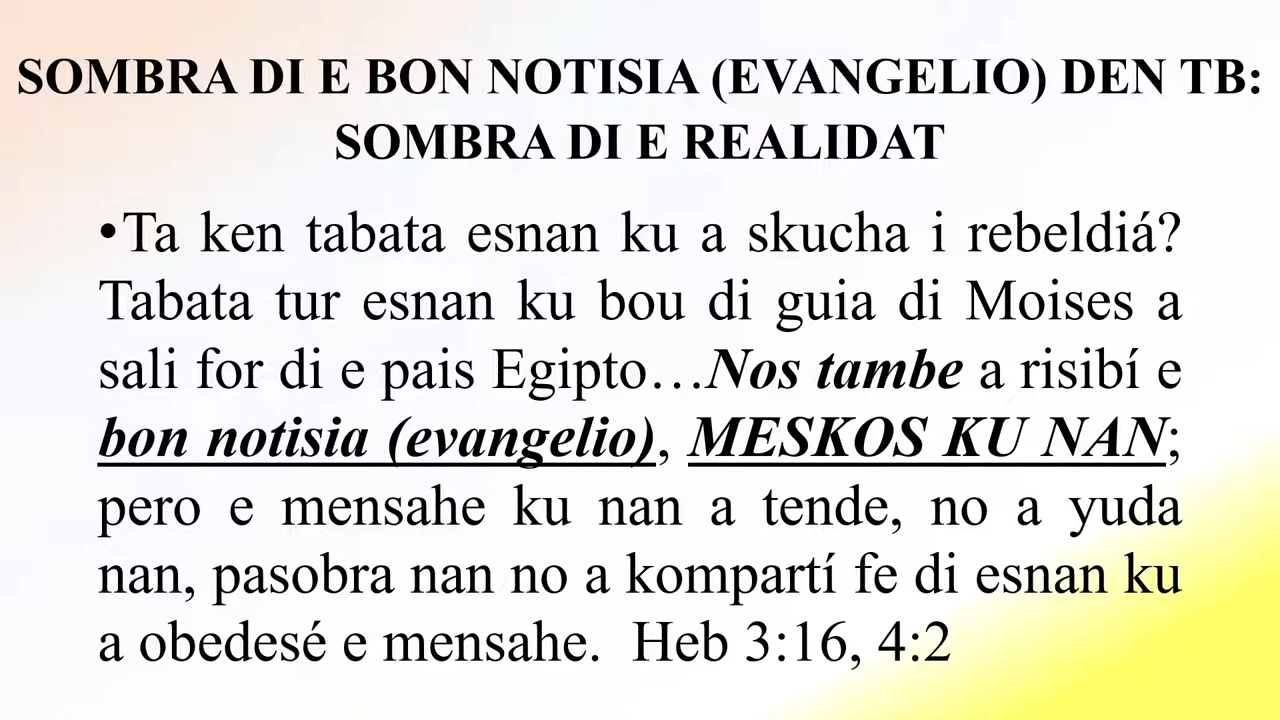 SOMBRA DI E BON NOTISIA (EVANGELIO) DEN TB:
SOMBRA DI E REALIDAT
•Ta ken tabata esnan ku a skucha i rebeldiá?
Tabata tur esnan ku bou di guia di Moises a
sali for di e pais Egipto…Nos tambe a risibí e
bon notisia (evangelio), MESKOS KU NAN;
pero e mensahe ku nan a tende, no a yuda
nan, pasobra nan no a kompartí fe di esnan ku
a obedesé e mensahe.  Heb 3:16, 4:2